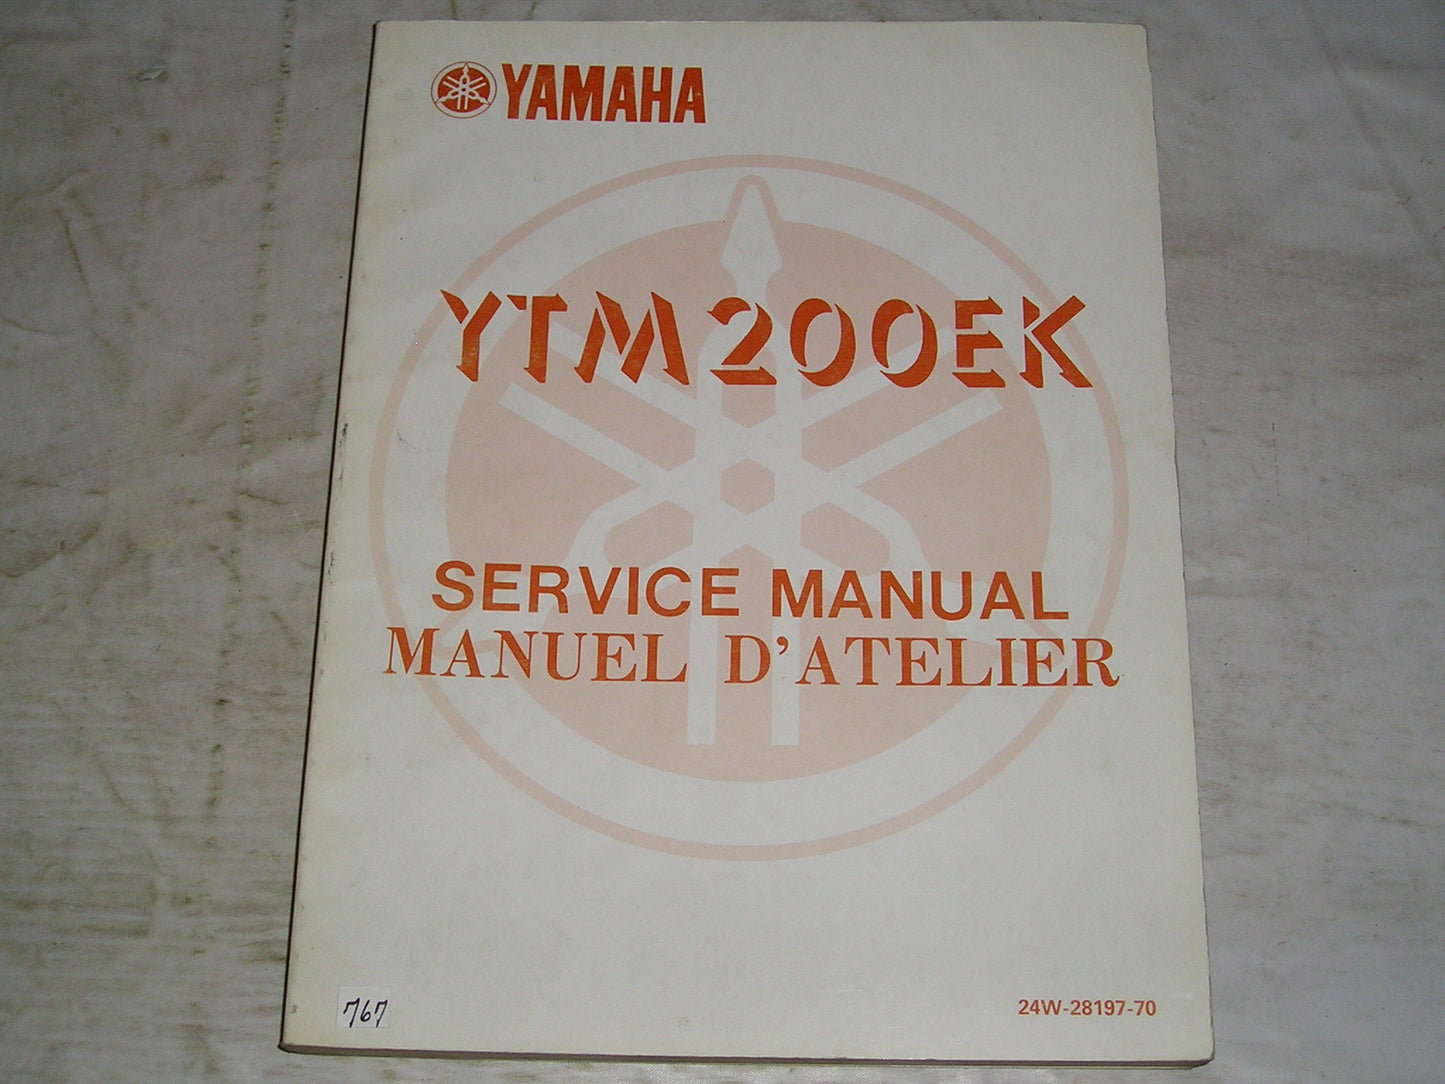 YAMAHA
YTM200EK
SERVICE MANUAL
MANUEL D'ATELIER
767
24W-28197-70